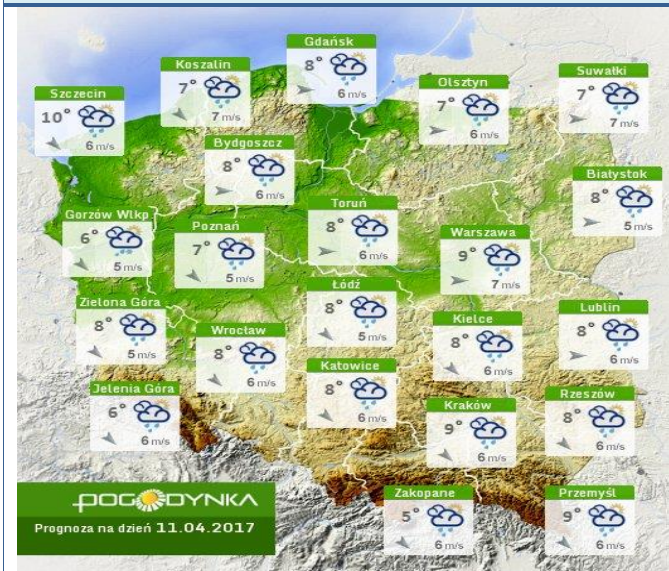 Gdańsk
8° 6 m/s
Koszalin
7° 7 m/s
Suwałki
7° 7 m/s
Olsztyn
7° 6 m/s
Szczecin
10° 6 m/s
Bydgoszcz
8° 6 m/s
Białystok
8° 5 m/s
Toruń
8° 6 m/s
Gorzów Wlkp
6° 5 m/s
Poznań
7° 5 m/s
Warszawa
9° 7 m/s
Łódź
8° 5 m/s
Zielona Góra
8° 5 m/s
Lublin
8° 6 m/s
Kielce
8° 6 m/s
Wrocław
8° 6 m/s
Katowice
8° 6 m/s
Jelenia Góra
6° 6 m/s
Rzeszów
8° 6 m/s
Kraków
9° 6 m/s
Zakopane
5° 6 m/s
Przemyśl
9° 6 m/s
POGODYNKA
Prognoza na dzień 11.04.2017